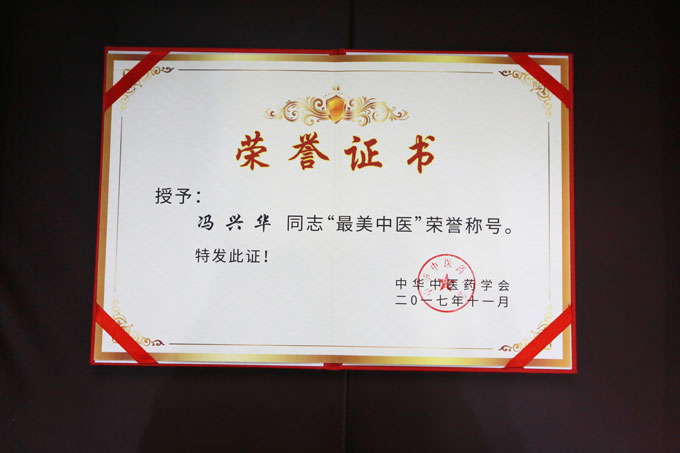 荣誉证书
授予：
冯兴华 同志“最美中医”荣誉称号。
特发此证！
中华中医药学会
二〇一七年十一月